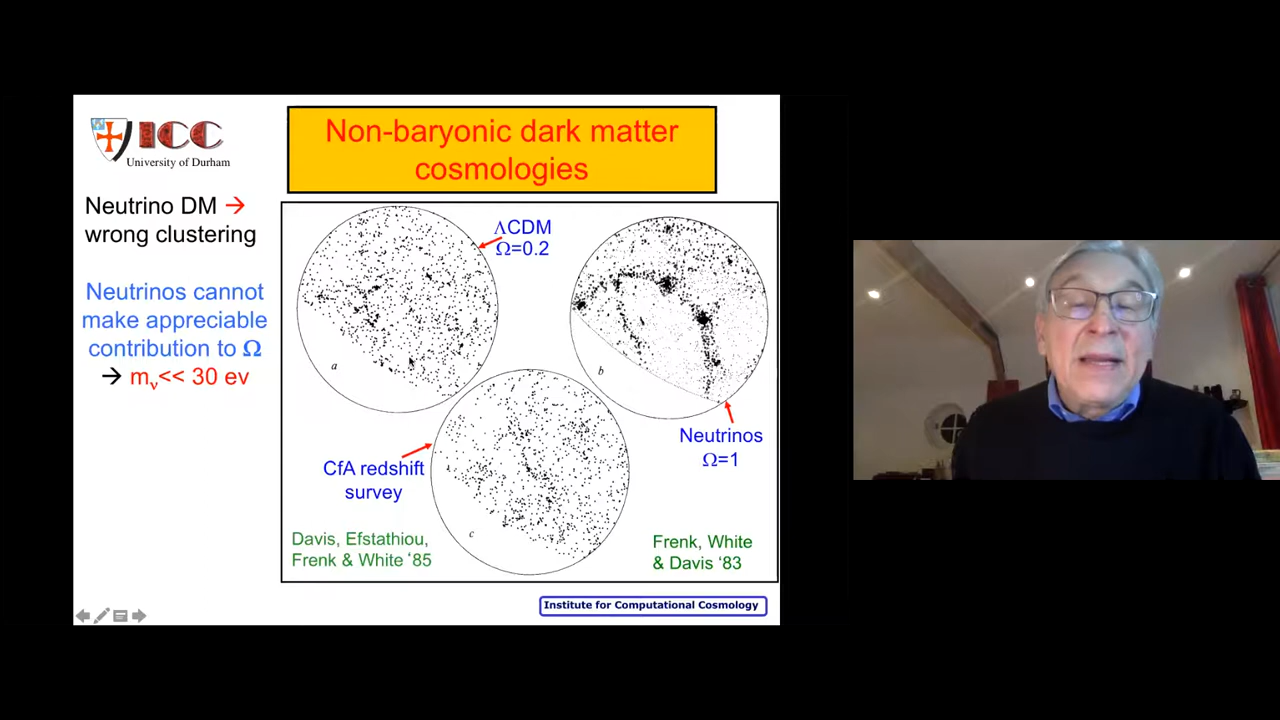 ICC
University of Durham
Non-baryonic dark matter
cosmologies
Neutrino DM →
wrong clustering
Neutrinos cannot
make appreciable
contribution to Ω
→ mν<< 30 ev
ΛCDM
Ω=0.2
a
b
Neutrinos
Ω=1
CfA redshift
survey
c
Davis, Efstathiou,
Frenk & White ‘85
Frenk, White
& Davis ‘83
Institute for Computational Cosmology